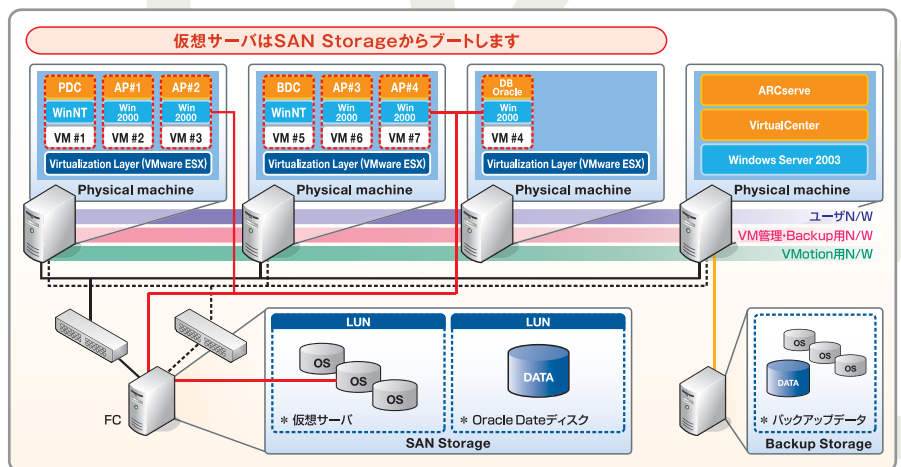 仮想サーバはSAN Storageからブートします
PDC
AP#1
AP#2
WinNT
Win 2000
Win 2000
VM #1
VM #2
VM #3
Virtualization Layer (VMware ESX)
Physical machine
BDC
AP#3
AP#4
WinNT
Win 2000
Win 2000
VM #5
VM #6
VM #7
Virtualization Layer (VMware ESX)
Physical machine
DB
Oracle
Win 2000
VM #4
Virtualization Layer (VMware ESX)
Physical machine
ARCserve
VirtualCenter
Windows Server 2003
Physical machine
ユーザN/W
VM管理・Backup用N/W
VMotion用N/W
FC
LUN
OS
OS
OS
* 仮想サーバ
LUN
DATA
* Oracle Dateディスク
SAN Storage
OS
OS
OS
DATA
* バックアップデータ
Backup Storage